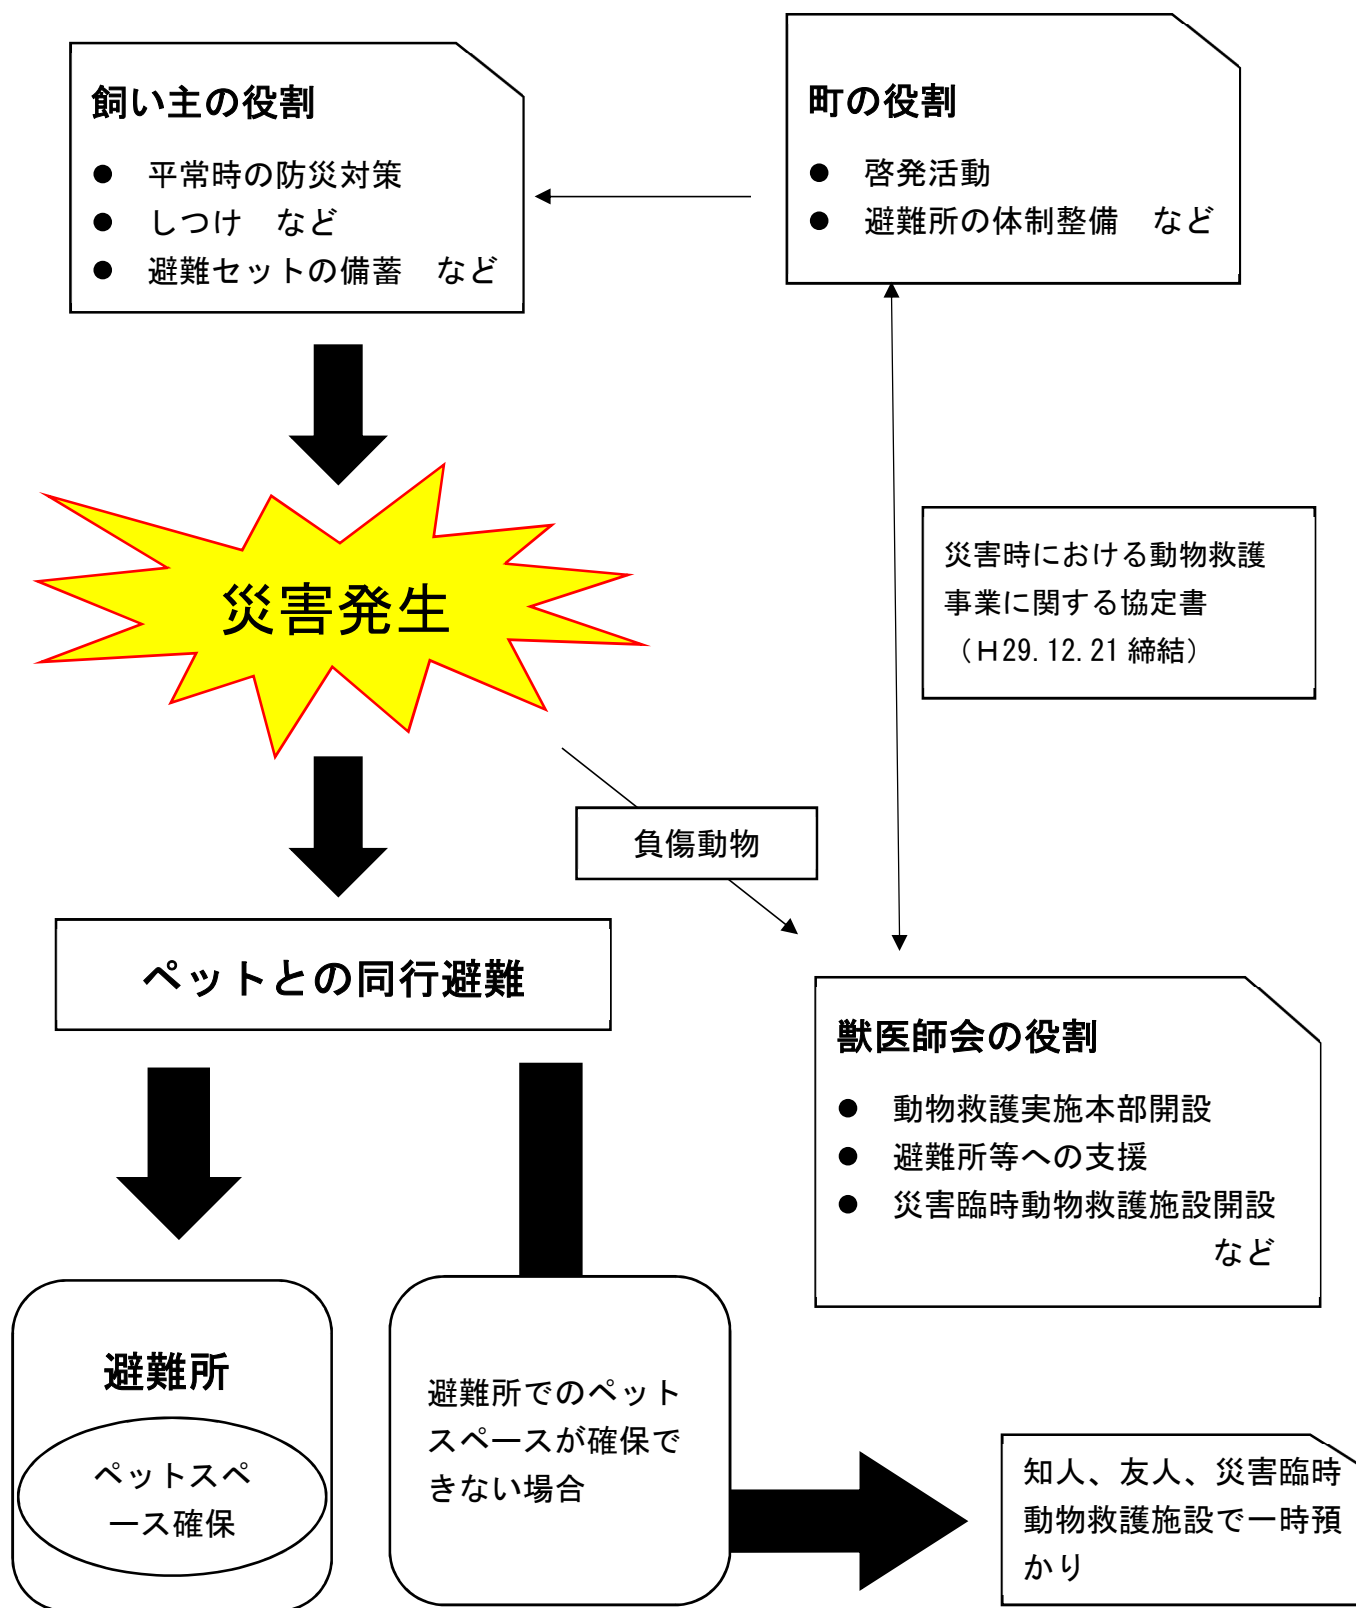 飼い主の役割
● 平常時の防災対策
● しつけ　など
● 避難セットの備蓄　など
町の役割
● 啓発活動
● 避難所の体制整備　など
災害発生
災害時における動物救護
事業に関する協定書
（H29.12.21 締結）
負傷動物
ペットとの同行避難
獣医師会の役割
● 動物救護実施本部開設
● 避難所等への支援
● 災害臨時動物救護施設開設
など
避難所
ペットスペ
ース確保
避難所でのペット
スペースが確保で
きない場合
知人、友人、災害臨時
動物救護施設で一時預
かり